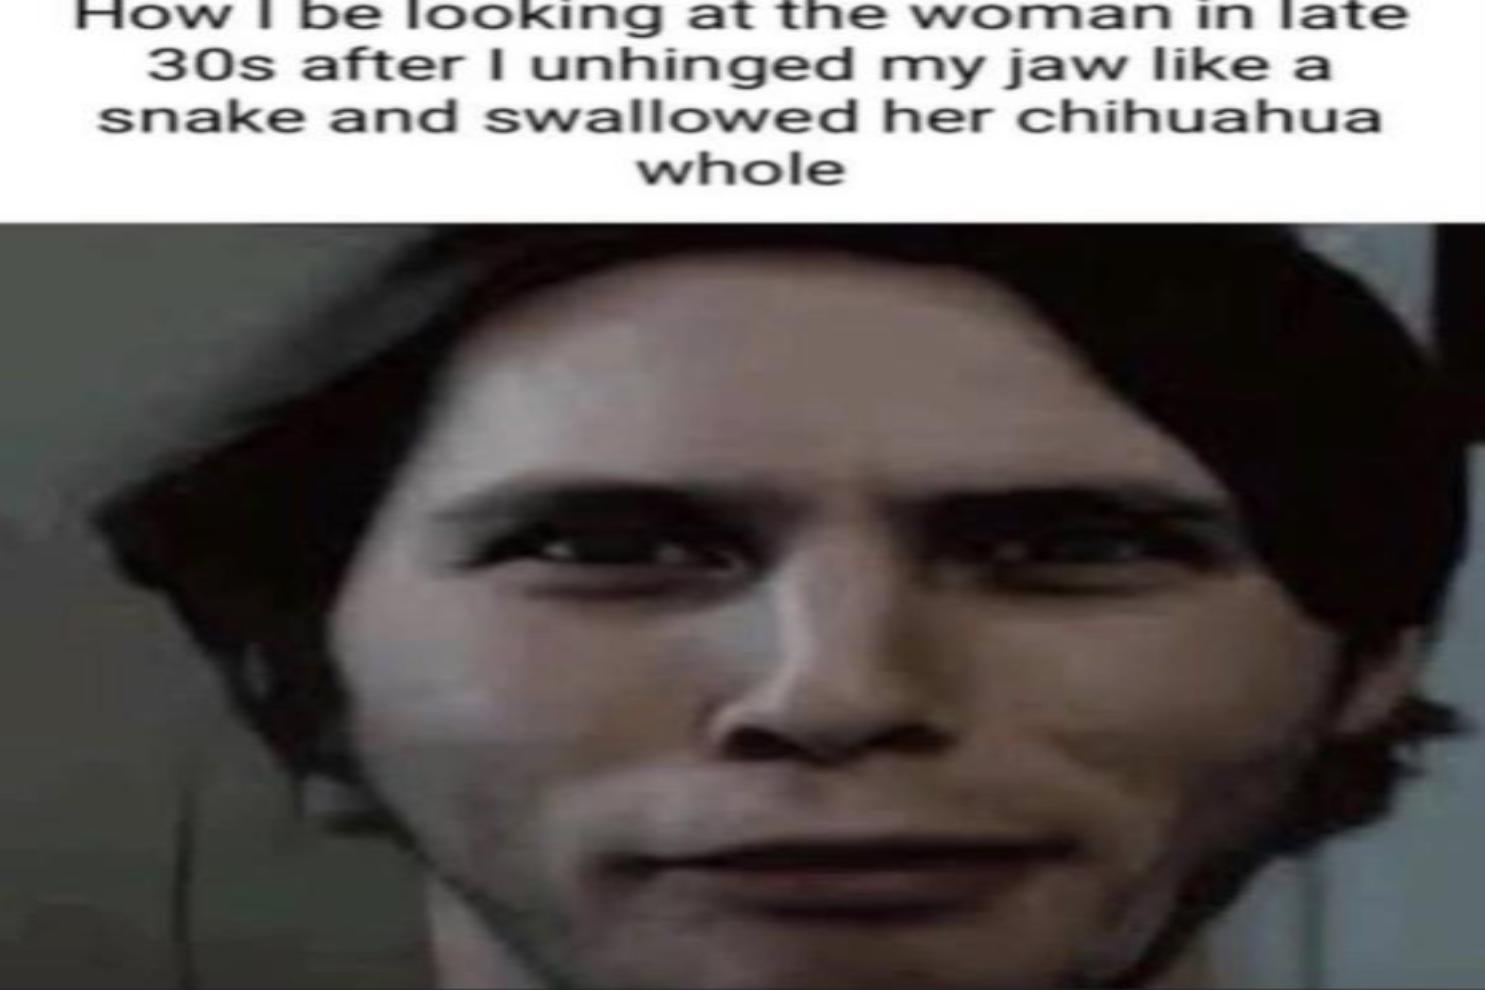 How I be looking at the woman in late
30s after I unhinged my jaw like a
snake and swallowed her chihuahua
whole